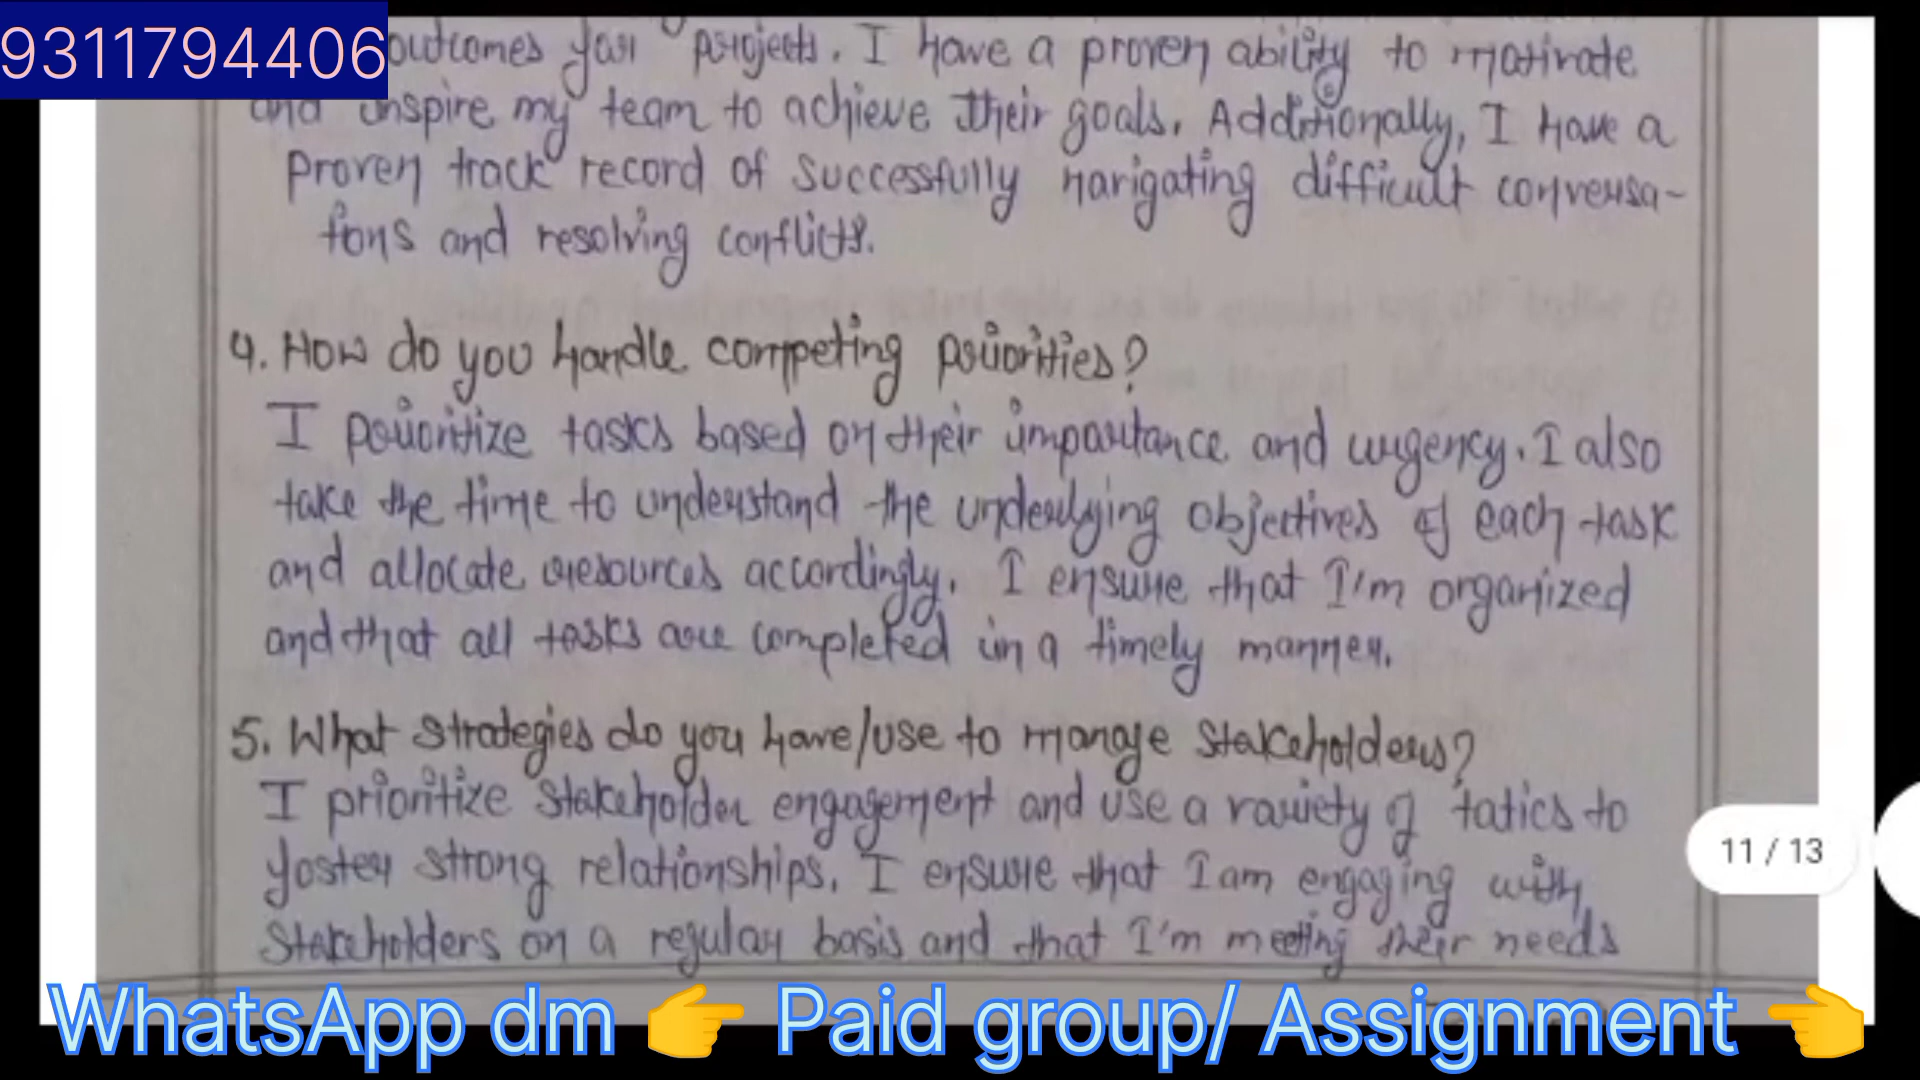 9311794406
outcomes for projects. I have a proven ability to motivate
and inspire my team to achieve their goals. Additionally, I have a
proven track record of successfully navigating difficult conversa-
tions and resolving conflicts.
4. How do you handle competing priorities?
I prioritize tasks based on their importance and urgency. I also
take the time to understand the underlying objectives of each task
and allocate resources accordingly. I ensure that I'm organized
and that all tasks are completed in a timely manner.
5. What strategies do you have/use to manage stakeholders?
I prioritize stakeholder engagement and use a variety of tatics to
foster strong relationships. I ensure that I am engaging with
stakeholders on a regular basis and that I'm meeting their needs
11 / 13
WhatsApp dm 👉 Paid group/ Assignment 👈